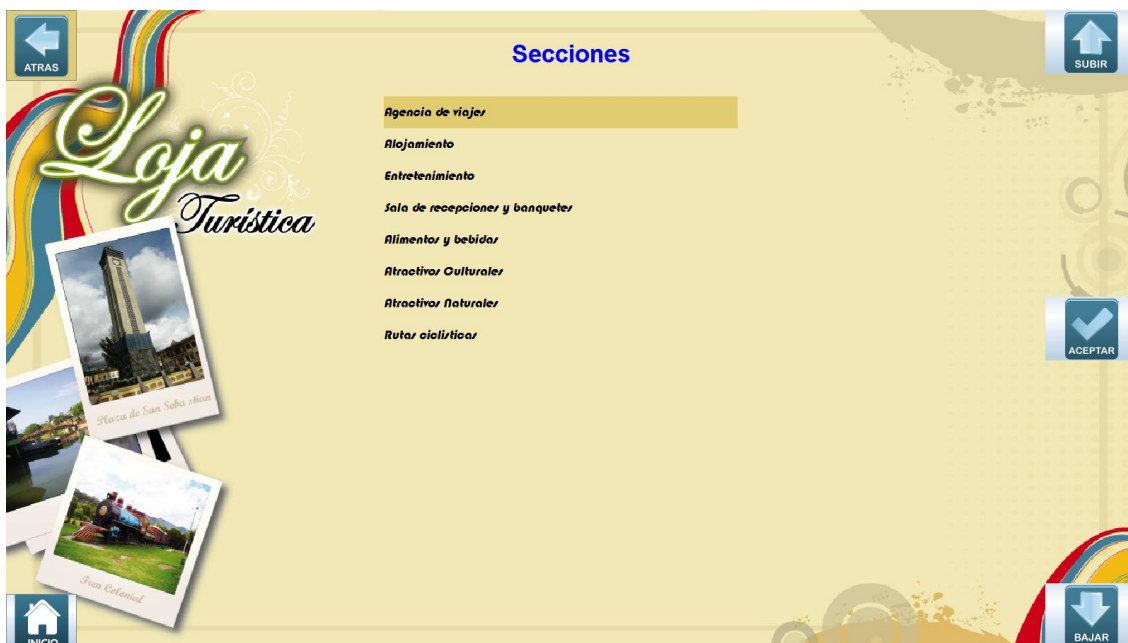 ATRAS
Secciones
SUBIR
Loja
Turística
Agencia de viajes
Alojamiento
Entretenimiento
Sala de recepciones y banquetes
Alimentos y bebidas
Atractivos Culturales
Atractivos Naturales
Rutas ciclisticas
ACEPTAR
Plaza de San Sebastian
Tren Colonial
INICIO
BAJAR